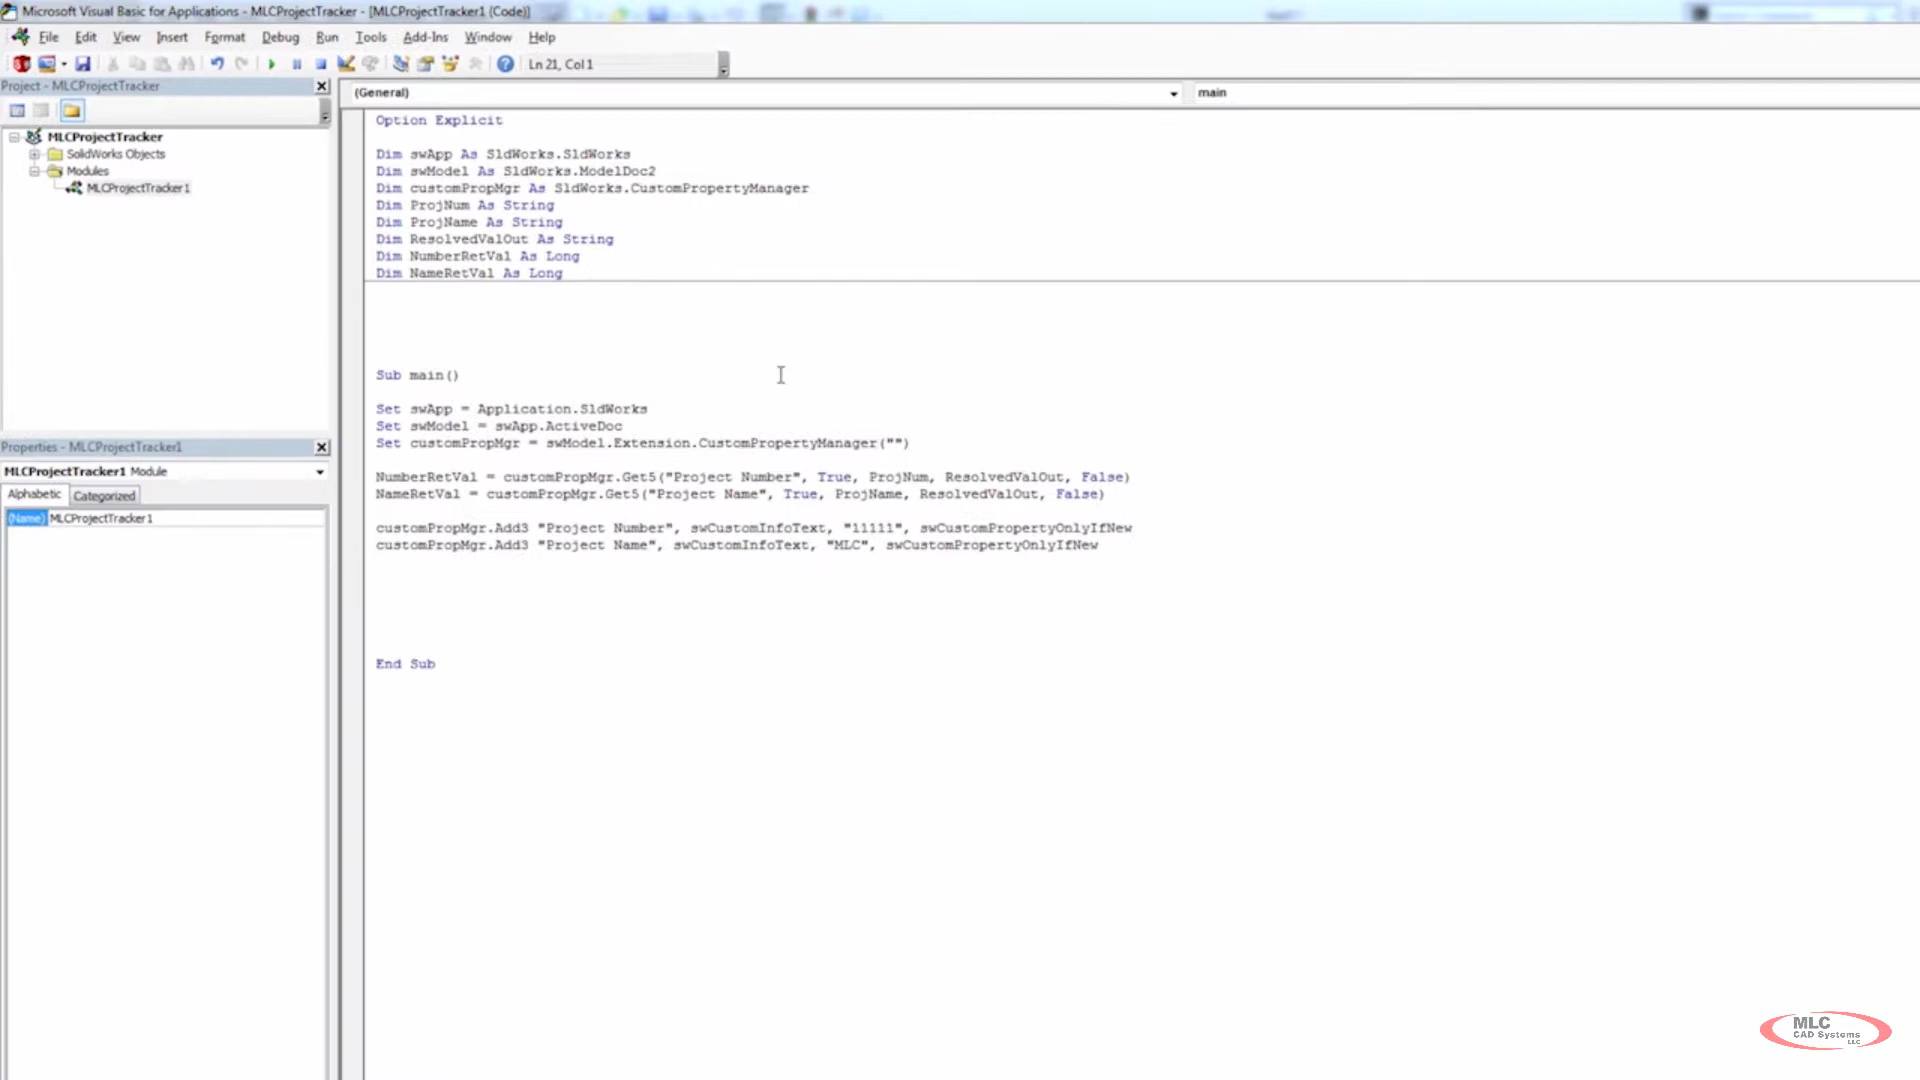 Microsoft Visual Basic for Applications - MLCProjectTracker - [MLCProjectTracker1 (Code)]
File Edit View Insert Format Debug Run Tools Add-Ins Window Help
Ln 21, Col 1
Project - MLCProjectTracker
(General)
main
MLCProjectTracker
SolidWorks Objects
Modules
MLCProjectTracker1
Option Explicit
Dim swApp As SldWorks.SldWorks
Dim swModel As SldWorks.ModelDoc2
Dim customPropMgr As SldWorks.CustomPropertyManager
Dim ProjNum As String
Dim ProjName As String
Dim ResolvedValOut As String
Dim NumberRetVal As Long
Dim NameRetVal As Long
Sub main()
Set swApp = Application.SldWorks
Set swModel = swApp.ActiveDoc
Set customPropMgr = swModel.Extension.CustomPropertyManager("")
NumberRetVal = customPropMgr.Get5("Project Number", True, ProjNum, ResolvedValOut, False)
NameRetVal = customPropMgr.Get5("Project Name", True, ProjName, ResolvedValOut, False)
customPropMgr.Add3 "Project Number", swCustomInfoText, "11111", swCustomPropertyOnlyIfNew
customPropMgr.Add3 "Project Name", swCustomInfoText, "MLC", swCustomPropertyOnlyIfNew
End Sub
Properties - MLCProjectTracker1
MLCProjectTracker1 Module
Alphabetic Categorized
(Name) MLCProjectTracker1
MLC
CAD Systems
LLC